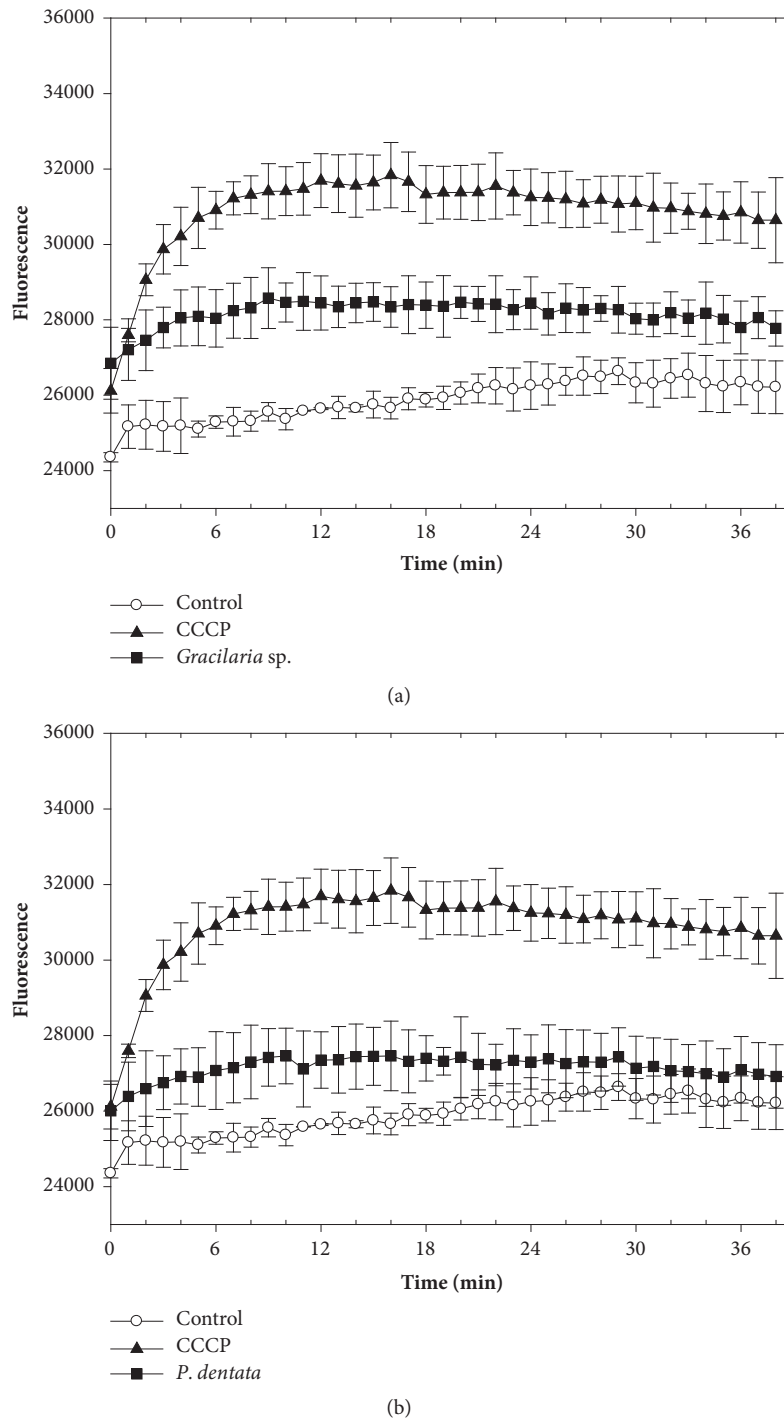 36000
34000
32000
30000
28000
26000
24000
Fluorescence
0 6 12 18 24 30 36
Time (min)
Control
CCCP
Gracilaria sp.
(a)
36000
34000
32000
30000
28000
26000
24000
Fluorescence
0 6 12 18 24 30 36
Time (min)
Control
CCCP
P. dentata
(b)